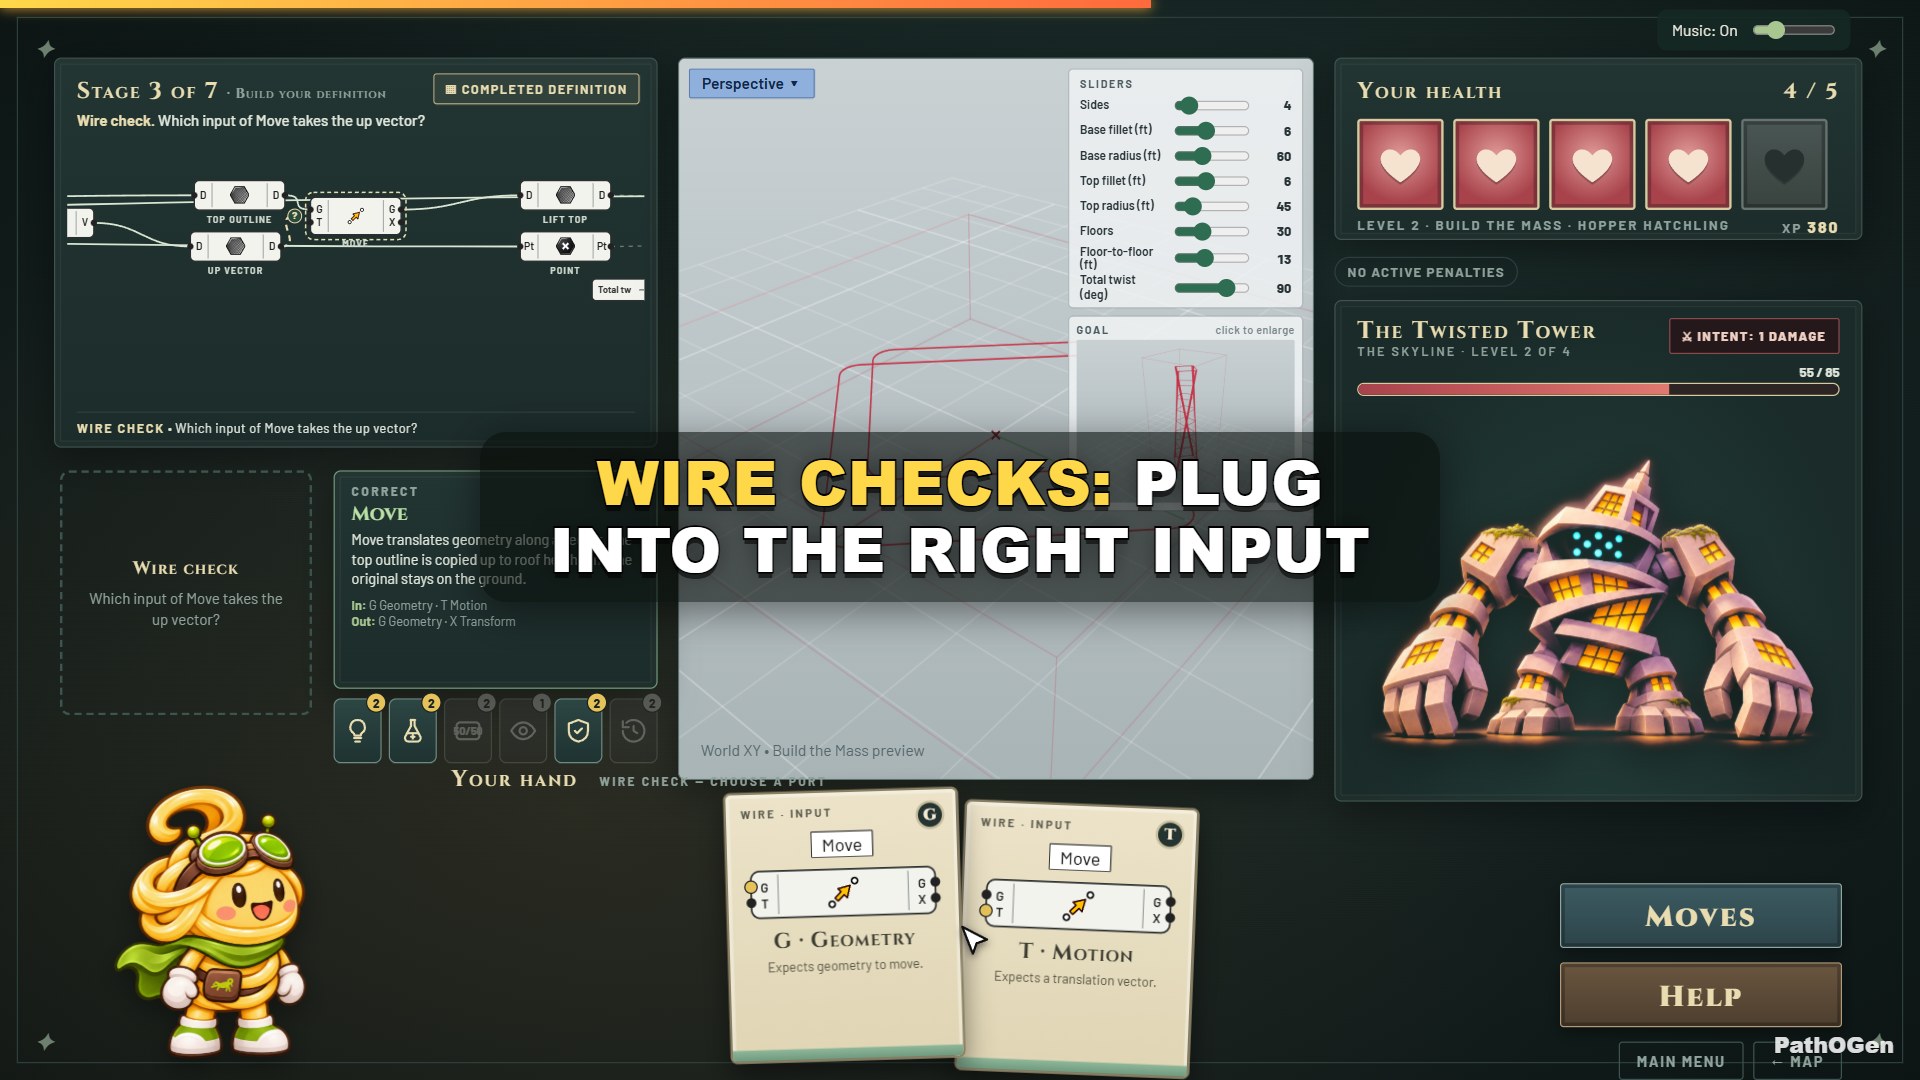 Music: On
STAGE 3 OF 7 · BUILD YOUR DEFINITION
COMPLETED DEFINITION
Wire check. Which input of Move takes the up vector?
D D
TOP OUTLINE
V
?
G G
T X
MOVE
D D
LIFT TOP
D D
UP VECTOR
Pt Pt
POINT
Total tw
WIRE CHECK • Which input of Move takes the up vector?
WIRE CHECK
Which input of Move takes the
up vector?
CORRECT
MOVE
Move translates geometry along
top outline is copied up to roof
original stays on the ground.
In: G Geometry · T Motion
Out: G Geometry · X Transform
2 2 2 1 2 2
50/50
YOUR HAND WIRE CHECK – CHOOSE A PORT
Perspective ▼
SLIDERS
Sides 4
Base fillet (ft) 6
Base radius (ft) 60
Top fillet (ft) 6
Top radius (ft) 45
Floors 30
Floor-to-floor
(ft) 13
Total twist
(deg) 90
GOAL click to enlarge
World XY • Build the Mass preview
WIRE CHECKS: PLUG
INTO THE RIGHT INPUT
YOUR HEALTH 4 / 5
LEVEL 2 · BUILD THE MASS · HOPPER HATCHLING XP 380
NO ACTIVE PENALTIES
THE TWISTED TOWER
INTENT: 1 DAMAGE
THE SKYLINE · LEVEL 2 OF 4
55 / 85
WIRE · INPUT G
Move
G G
T X
G · GEOMETRY
Expects geometry to move.
WIRE · INPUT T
Move
G G
T X
T · MOTION
Expects a translation vector.
MOVES
HELP
MAIN MENU
← MAP
PathOGen